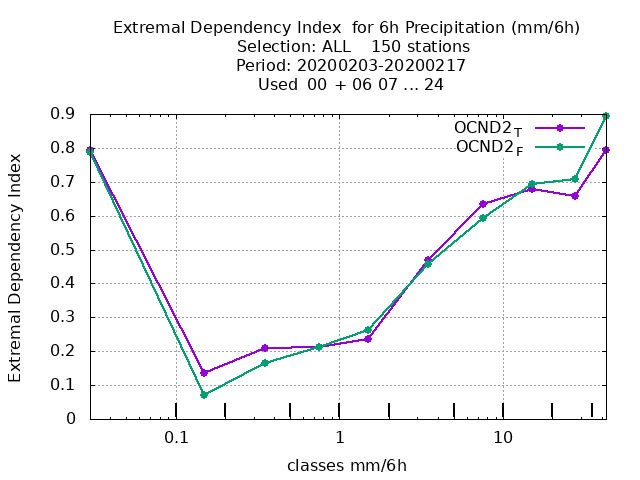 Extremal Dependency Index  for 6h Precipitation (mm/6h)
Selection: ALL    150 stations
Period: 20200203-20200217
Used  00 + 06 07 ... 24
OCND2T
OCND2F
Extremal Dependency Index
0.9
0.8
0.7
0.6
0.5
0.4
0.3
0.2
0.1
0
0.1 1 10
classes mm/6h